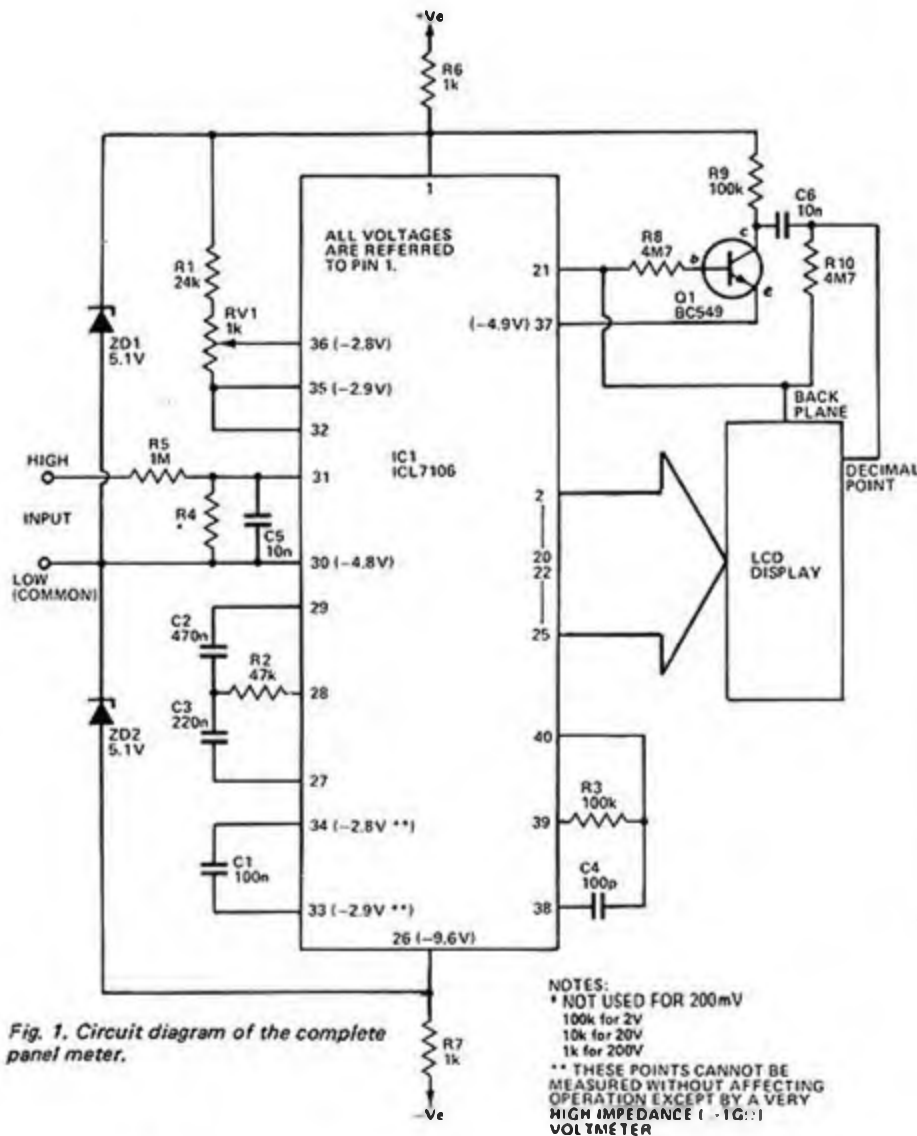 +Ve
R6
1k
R9
100k
C6
10n
1
ALL VOLTAGES
ARE REFERRED
TO PIN 1.
R1
24k
RV1
1k
21
R8
4M7
b
c
e
Q1
BC549
R10
4M7
36 (-2.8V)
(-4.9V) 37
ZD1
5.1V
35 (-2.9V)
32
BACK
PLANE
HIGH
R5
1M
31
IC1
ICL7106
DECIMAL
POINT
INPUT
R4
*
C5
10n
2
20
22
25
LCD
DISPLAY
LOW
(COMMON)
30 (-4.8V)
29
C2
470n
R2
47k
28
C3
220n
27
ZD2
5.1V
40
R3
100k
39
34 (-2.8V **)
C1
100n
C4
100p
38
33 (-2.9V **)
26 (-9.6V)
R7
1k
-Ve
Fig. 1. Circuit diagram of the complete
panel meter.
NOTES:
* NOT USED FOR 200mV
100k for 2V
10k for 20V
1k for 200V
** THESE POINTS CANNOT BE
MEASURED WITHOUT AFFECTING
OPERATION EXCEPT BY A VERY
HIGH IMPEDANCE (
VOLTMETER